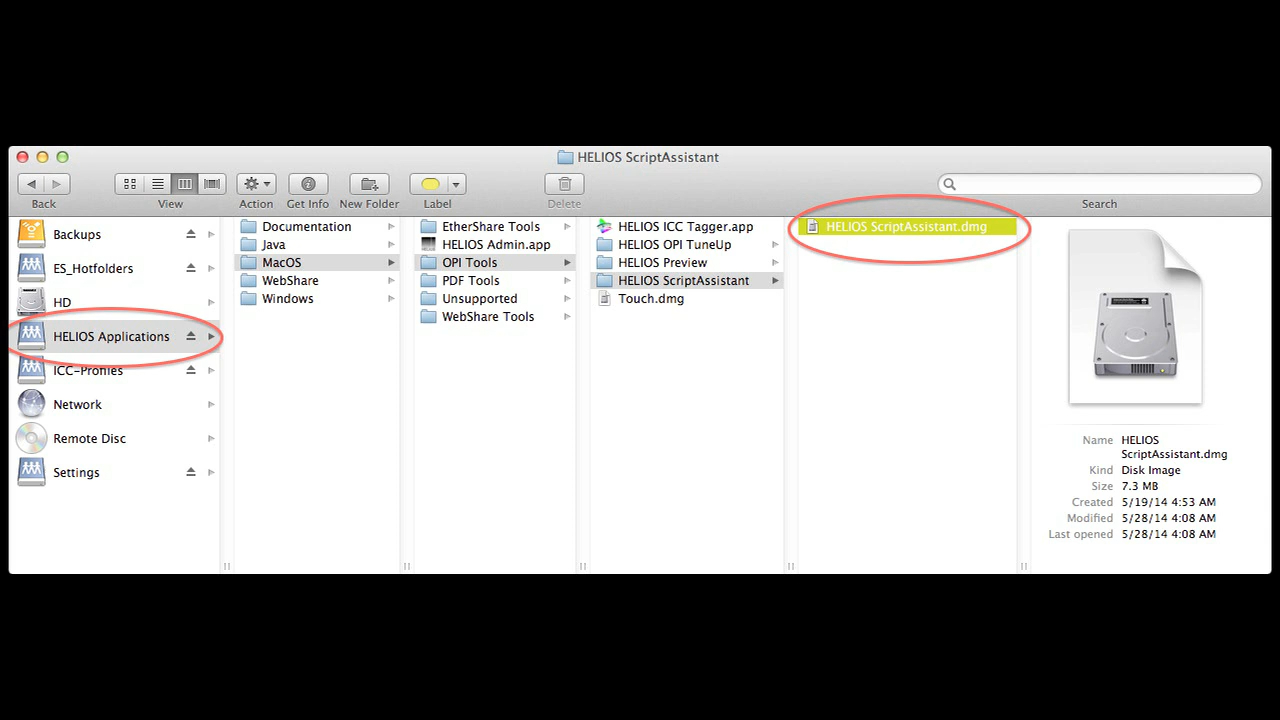 HELIOS ScriptAssistant
Back
View
Action
Get Info
New Folder
Label
Delete
Search
Backups
ES_Hotfolders
HD
HELIOS Applications
ICC-Profiles
Network
Remote Disc
Settings
Documentation
Java
MacOS
WebShare
Windows
EtherShare Tools
HELIOS Admin.app
OPI Tools
PDF Tools
Unsupported
WebShare Tools
HELIOS ICC Tagger.app
HELIOS OPI TuneUp
HELIOS Preview
HELIOS ScriptAssistant
Touch.dmg
HELIOS ScriptAssistant.dmg
Name HELIOS
ScriptAssistant.dmg
Kind Disk Image
Size 7.3 MB
Created 5/19/14 4:53 AM
Modified 5/28/14 4:08 AM
Last opened 5/28/14 4:08 AM